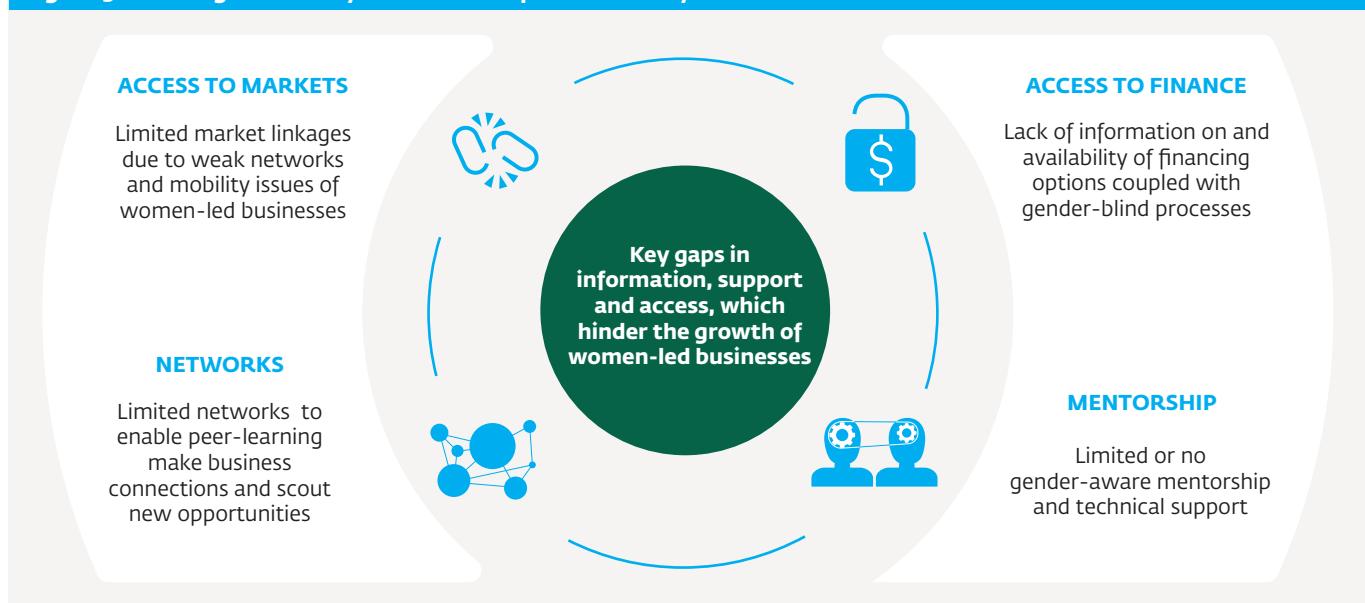 ACCESS TO MARKETS
Limited market linkages
due to weak networks
and mobility issues of
women-led businesses
NETWORKS
Limited networks to
enable peer-learning
make business
connections and scout
new opportunities
Key gaps in
information, support
and access, which
hinder the growth of
women-led businesses
$
ACCESS TO FINANCE
Lack of information on and
availability of financing
options coupled with
gender-blind processes
MENTORSHIP
Limited or no
gender-aware mentorship
and technical support